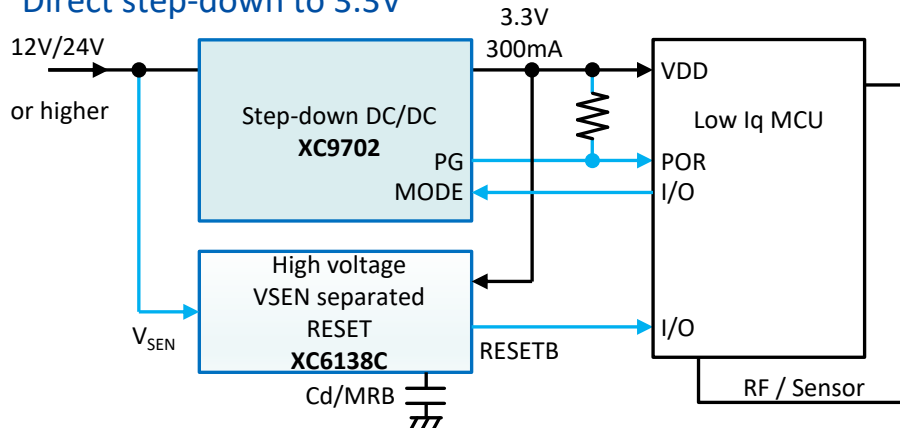 Direct step-down to 3.3V
3.3V
300mA
12V/24V
or higher
Step-down DC/DC
XC9702
PG
MODE
VDD
Low Iq MCU
POR
I/O
High voltage
VSEN separated
RESET
XC6138C
VSEN
RESETB
I/O
Cd/MRB
RF / Sensor